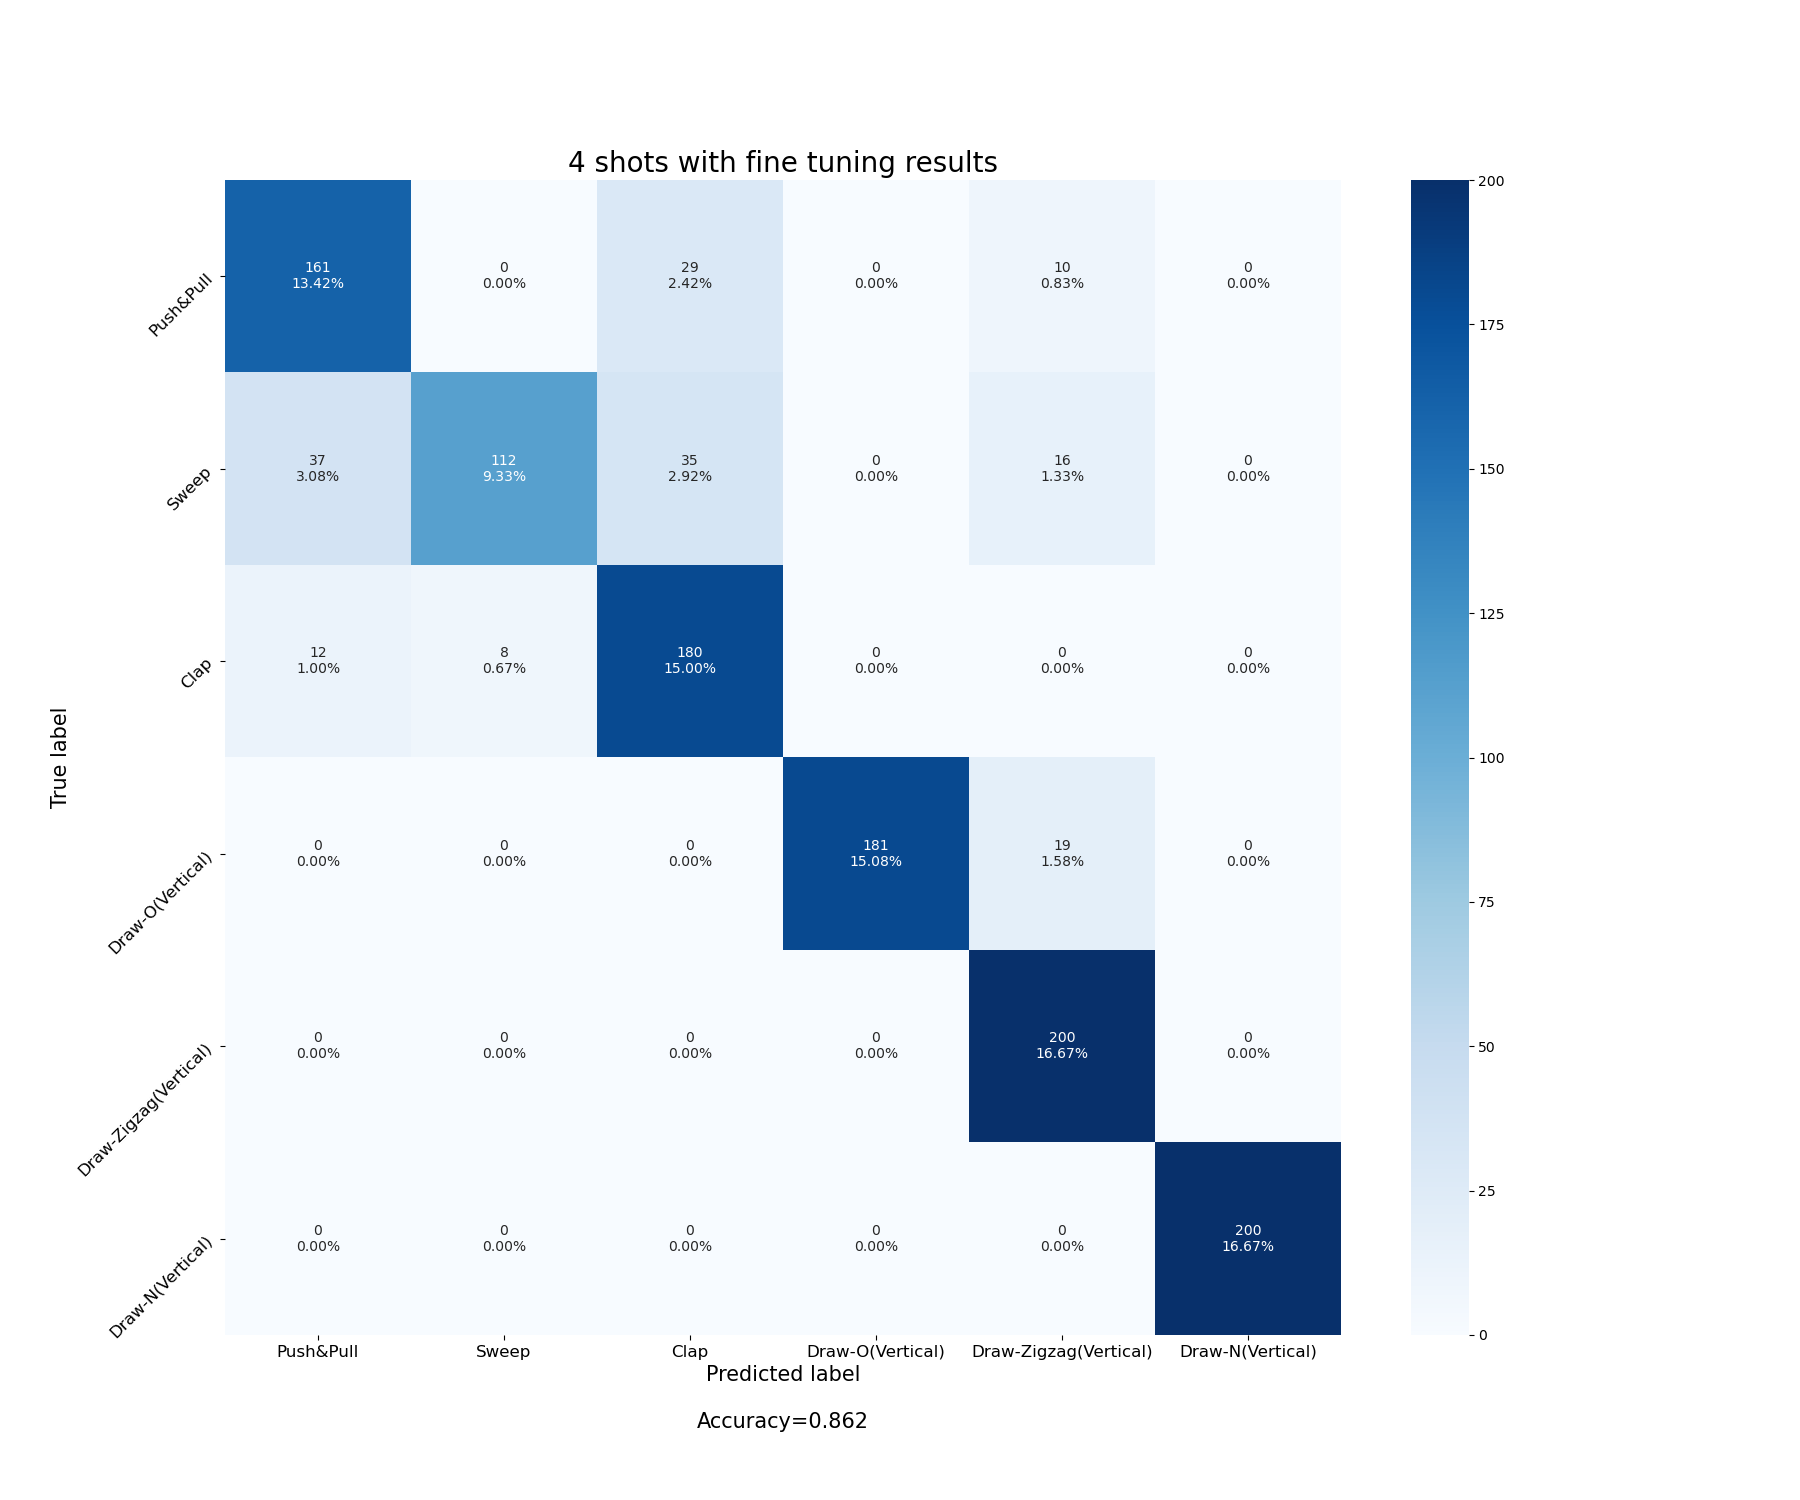 4 shots with fine tuning results
161 0 29 0 10 0
13.42% 0.00% 2.42% 0.00% 0.83% 0.00%
Push&Pull
37 112 35 0 16 0
3.08% 9.33% 2.92% 0.00% 1.33% 0.00%
Sweep
12 8 180 0 0 0
1.00% 0.67% 15.00% 0.00% 0.00% 0.00%
Clap
0 0 0 181 19 0
0.00% 0.00% 0.00% 15.08% 1.58% 0.00%
Draw-O(Vertical)
0 0 0 0 200 0
0.00% 0.00% 0.00% 0.00% 16.67% 0.00%
Draw-Zigzag(Vertical)
0 0 0 0 0 200
0.00% 0.00% 0.00% 0.00% 0.00% 16.67%
Draw-N(Vertical)
True label
Push&Pull Sweep Clap Draw-O(Vertical) Draw-Zigzag(Vertical) Draw-N(Vertical)
Predicted label
Accuracy=0.862
200
175
150
125
100
75
50
25
0